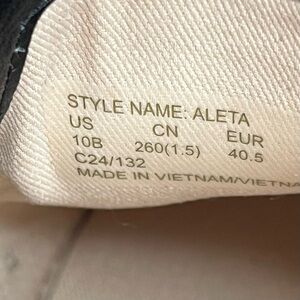 STYLE NAME: ALETA
US CN EUR
10B 260(1.5) 40.5
C24/132
MADE IN VIETNAM/VIETNA